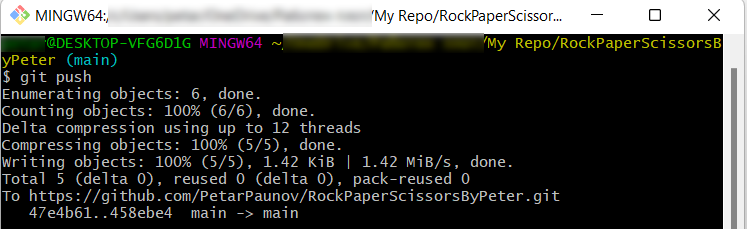 MINGW64:/ /My Repo/RockPaperScissor...
@DESKTOP-VFG6D1G MINGW64 ~/ /My Repo/RockPaperScissorsB
yPeter (main)
$ git push
Enumerating objects: 6, done.
Counting objects: 100% (6/6), done.
Delta compression using up to 12 threads
Compressing objects: 100% (5/5), done.
Writing objects: 100% (5/5), 1.42 KiB | 1.42 MiB/s, done.
Total 5 (delta 0), reused 0 (delta 0), pack-reused 0
To https://github.com/PetarPaunov/RockPaperScissorsByPeter.git
   47e4b61..458ebe4  main -> main